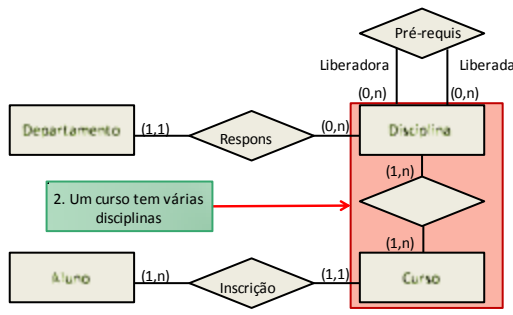 Pré-requis
Liberadora
Liberada
(0,n)
(0,n)
Departamento
(1,1)
Respons
(0,n)
Disciplina
(1,n)
2. Um curso tem várias
disciplinas
(1,n)
Aluno
(1,n)
Inscrição
(1,1)
Curso